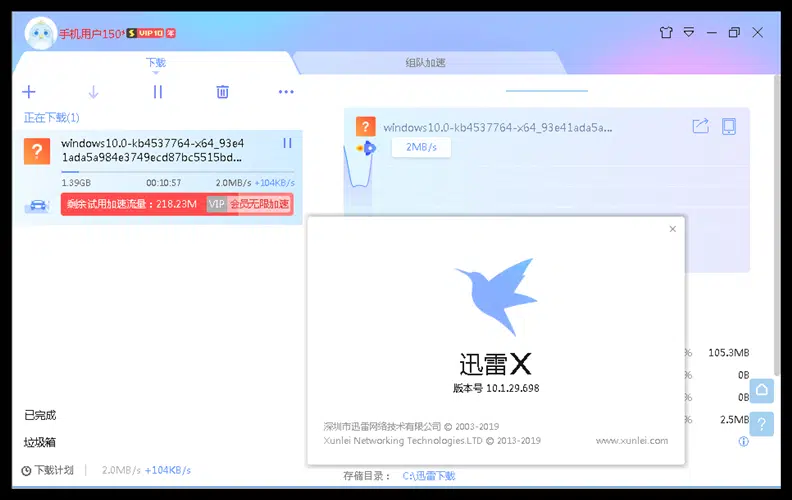 手机用户150 S VIP10 年
下载
组队加速
正在下载(1)
windows10.0-kb4537764-x64_93e4
1ada5a984e3749ecd87bc5515bd...
1.39GB 00:10:57 2.0MB/s +104KB/s
剩余试用加速流量：218.23M VIP 会员无限加速
已完成
垃圾箱
下载计划 2.0MB/s +104KB/s
windows10.0-kb4537764-x64_93e41ada5a...
2MB/s
迅雷X
版本号 10.1.29.698
深圳市迅雷网络技术有限公司 © 2003-2019
Xunlei Networking Technologies.LTD © 2013-2019 www.xunlei.com
% 105.3MB
% 0B
% 0B
% 2.5MB
存储目录： C:\迅雷下载